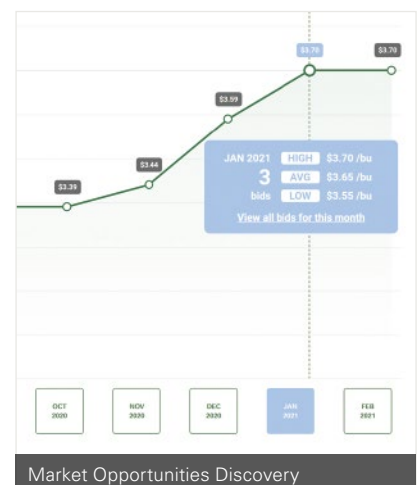 $3.70
$3.70
$3.59
$3.44
$3.39
JAN 2021 HIGH $3.70 /bu
3 AVG $3.65 /bu
bids LOW $3.55 /bu
View all bids for this month
OCT
2020
NOV
2020
DEC
2020
JAN
2021
FEB
2021
Market Opportunities Discovery